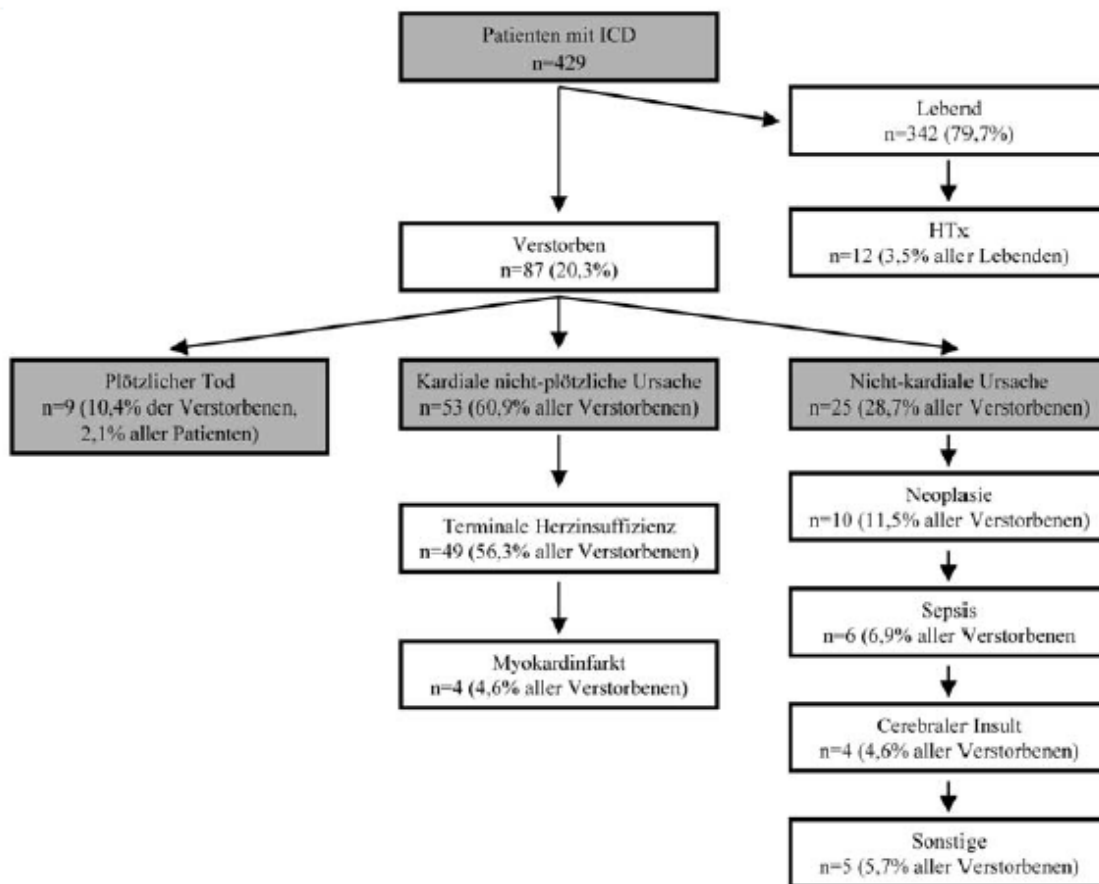 Patienten mit ICD
n=429
Lebend
n=342 (79,7%)
HTx
n=12 (3,5% aller Lebenden)
Verstorben
n=87 (20,3%)
Plötzlicher Tod
n=9 (10,4% der Verstorbenen,
2,1% aller Patienten)
Kardiale nicht-plötzliche Ursache
n=53 (60,9% aller Verstorbenen)
Terminale Herzinsuffizienz
n=49 (56,3% aller Verstorbenen)
Myokardinfarkt
n=4 (4,6% aller Verstorbenen)
Nicht-kardiale Ursache
n=25 (28,7% aller Verstorbenen)
Neoplasie
n=10 (11,5% aller Verstorbenen)
Sepsis
n=6 (6,9% aller Verstorbenen
Cerebraler Insult
n=4 (4,6% aller Verstorbenen)
Sonstige
n=5 (5,7% aller Verstorbenen)